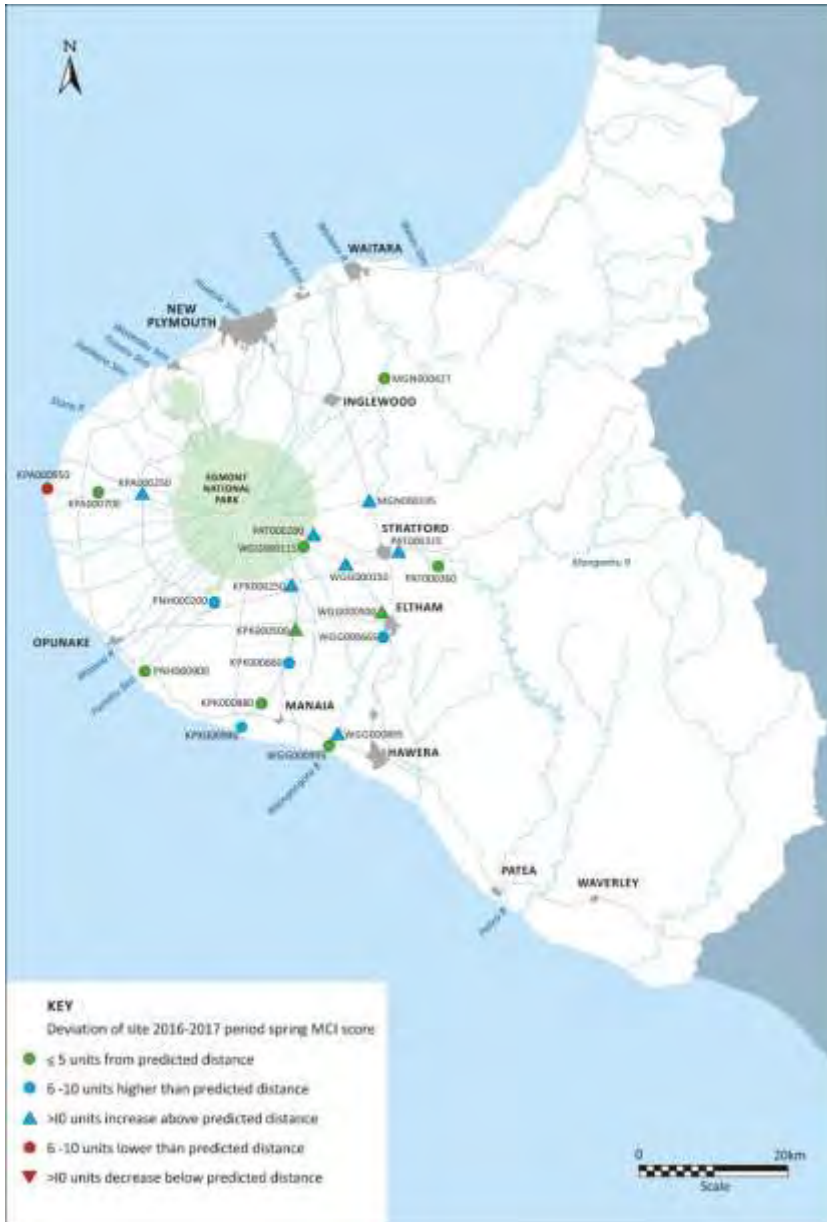 N
WAITARA
NEW
PLYMOUTH
MGN000427
INGLEWOOD
KPA000950
KPA000700
KPA000250
EGMONT
NATIONAL
PARK
MGN000195
PAT000200
STRATFORD
PAT000315
WGG000115
WGG000150
PAT000360
KPK000250
PNH000200
WGG000500
ELTHAM
KPK000500
WGG000665
OPUNAKE
KPK000660
PNH000900
KPK000880
MANAIA
KPK000990
WGG000895
WGG000995
HAWERA
PATEA
WAVERLEY
Patea R
KEY
Deviation of site 2016-2017 period spring MCI score
≤ 5 units from predicted distance
6 -10 units higher than predicted distance
>10 units increase above predicted distance
6 -10 units lower than predicted distance
>10 units decrease below predicted distance
0 20km
Scale